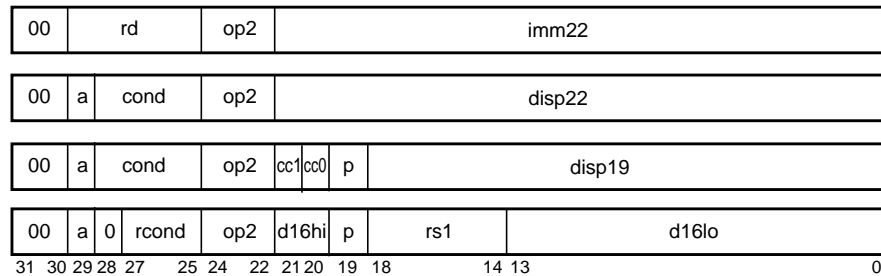 00 rd op2 imm22
00 a cond op2 disp22
00 a cond op2 cc1 cc0 p disp19
00 a 0 rcond op2 d16hi p rs1 d16lo
31 30 29 28 27 25 24 22 21 20 19 18 14 13 0